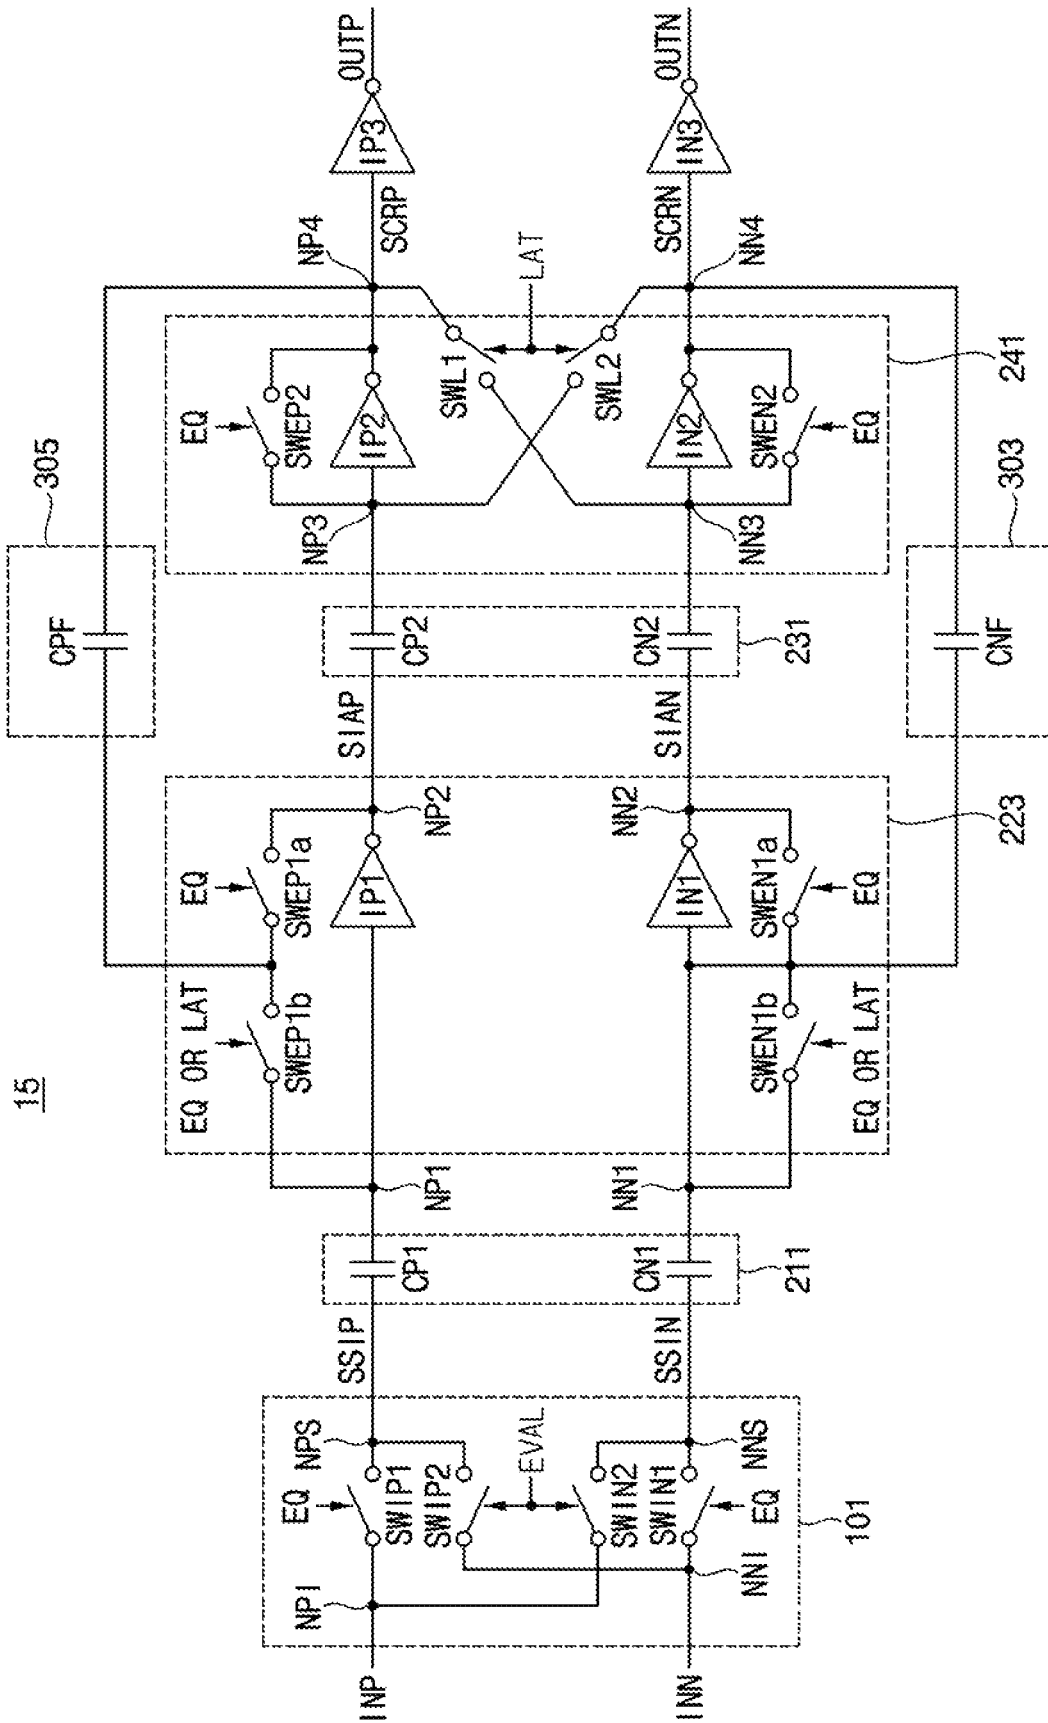 15
305
CPF
EQ OR LAT
EQ
EQ
SWEP1b
SWEP1a
SWEP2
EQ
NPS
SWIP1
SWIP2
NPI
INP
SSIP
CP1
NP1
IP1
NP2
SIAP
CP2
NP3
IP2
NP4
SCRP
IP3
OUTP
EVAL
SWL1
SWL2
LAT
SWIN2
SWIN1
EQ
NNI
NNS
INN
SSIN
CN1
NN1
IN1
NN2
SIAN
CN2
NN3
IN2
NN4
SCRN
IN3
OUTN
SWEN1b
SWEN1a
SWEN2
EQ OR LAT
EQ
EQ
101
211
223
231
241
CNF
303